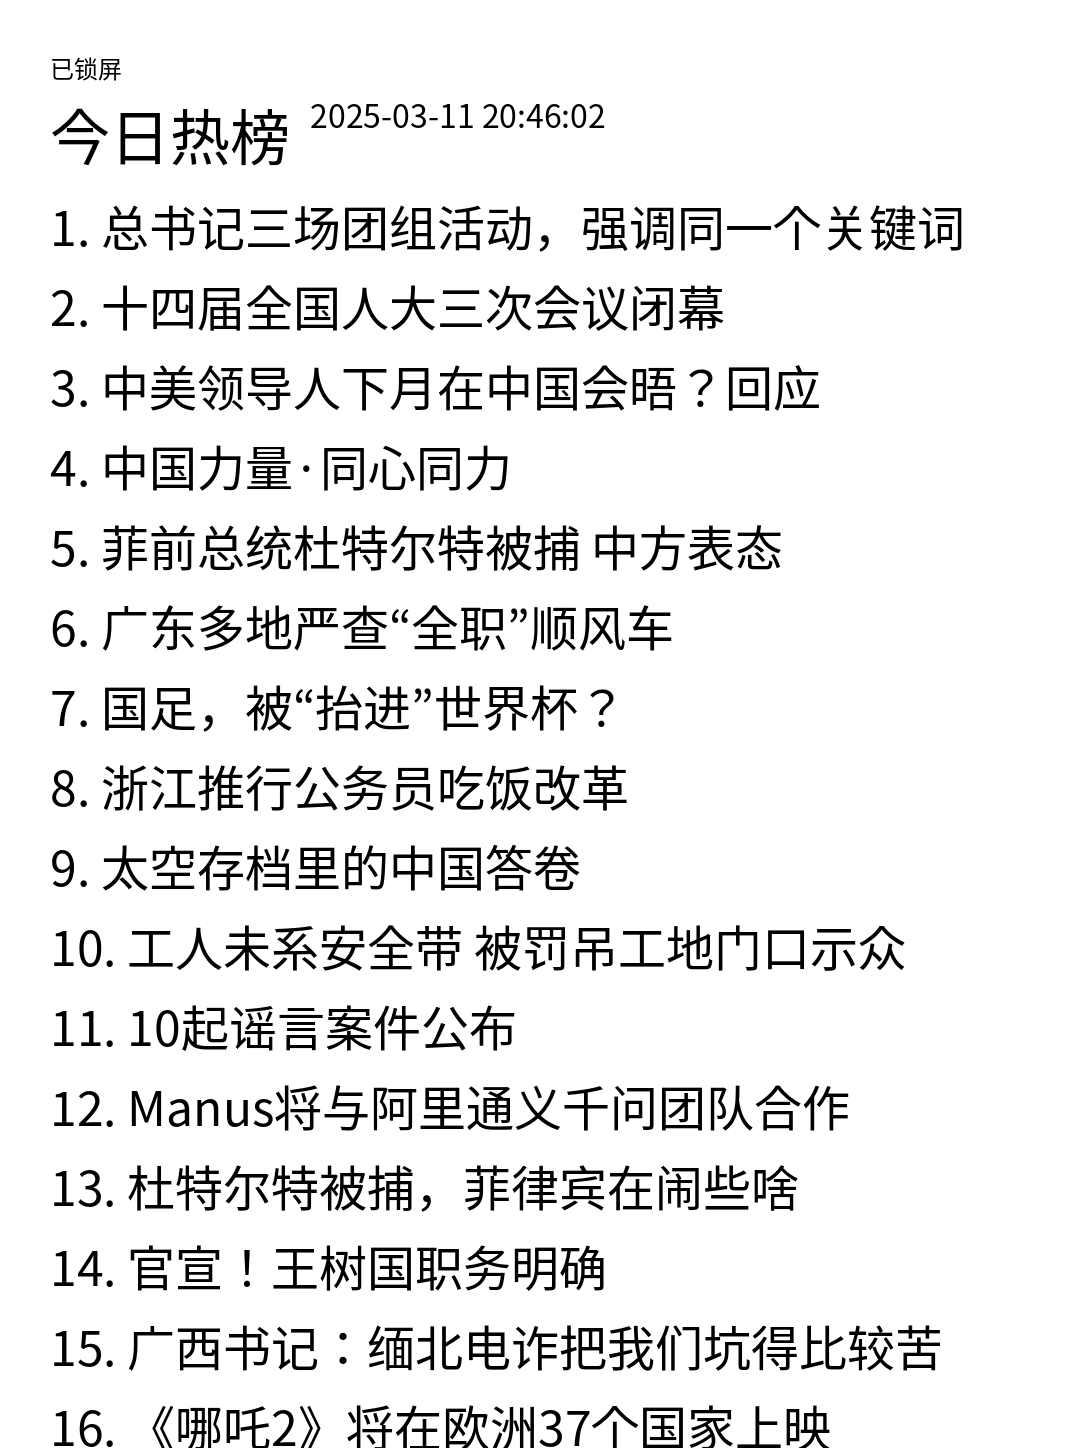 已锁屏
今日热榜 2025-03-11 20:46:02
1. 总书记三场团组活动，强调同一个关键词
2. 十四届全国人大三次会议闭幕
3. 中美领导人下月在中国会晤？回应
4. 中国力量·同心同力
5. 菲前总统杜特尔特被捕 中方表态
6. 广东多地严查“全职”顺风车
7. 国足，被“抬进”世界杯？
8. 浙江推行公务员吃饭改革
9. 太空存档里的中国答卷
10. 工人未系安全带 被罚吊工地门口示众
11. 10起谣言案件公布
12. Manus将与阿里通义千问团队合作
13. 杜特尔特被捕，菲律宾在闹些啥
14. 官宣！王树国职务明确
15. 广西书记：缅北电诈把我们坑得比较苦
16. 《哪吒2》将在欧洲37个国家上映